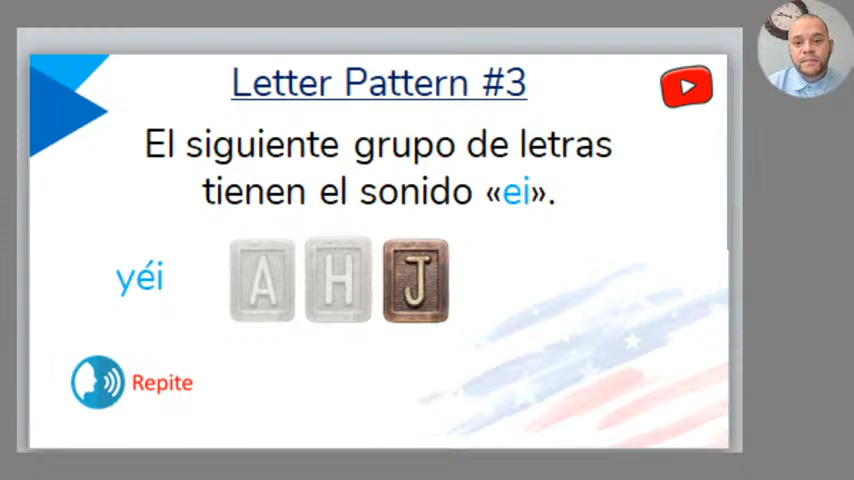 Letter Pattern #3
El siguiente grupo de letras
tienen el sonido «ei».
yéi
A H J
Repite